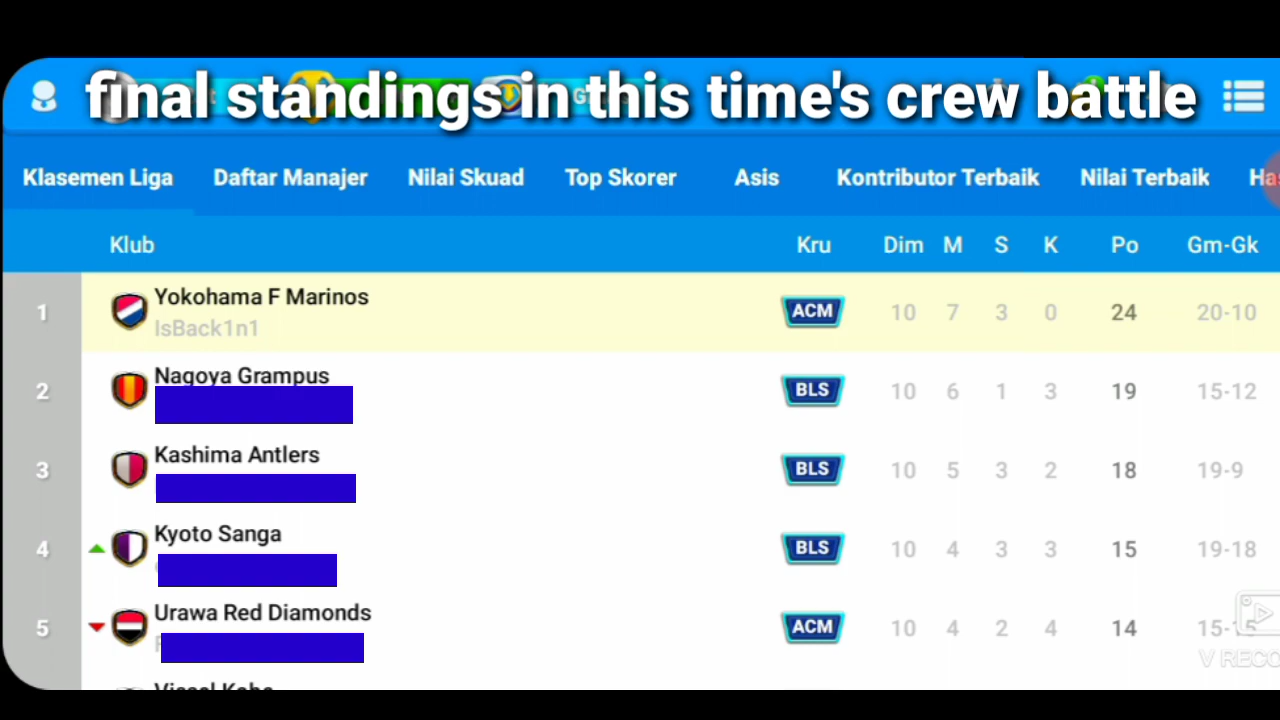 final standings in this time's crew battle
Klasemen Liga Daftar Manajer Nilai Skuad Top Skorer Asis Kontributor Terbaik Nilai Terbaik
Klub Kru Dim M S K Po Gm-Gk
1 Yokohama F Marinos ACM 10 7 3 0 24 20-10
IsBack1n1
2 Nagoya Grampus BLS 10 6 1 3 19 15-12
3 Kashima Antlers BLS 10 5 3 2 18 19-9
4 Kyoto Sanga BLS 10 4 3 3 15 19-18
5 Urawa Red Diamonds ACM 10 4 2 4 14 15-15
V RECO